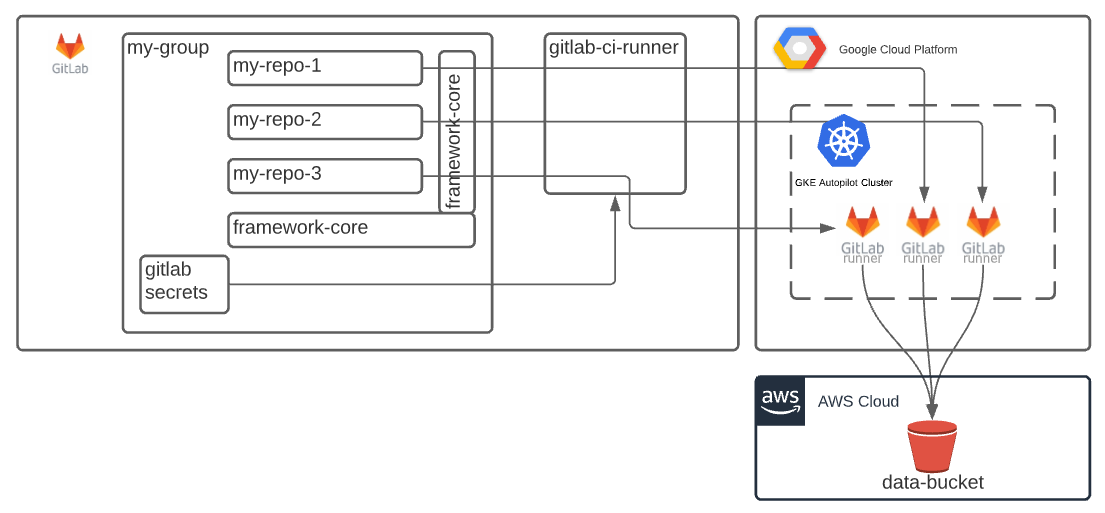 GitLab
my-group
my-repo-1
my-repo-2
my-repo-3
framework-core
framework-core
gitlab
secrets
gitlab-ci-runner
Google Cloud Platform
GKE Autopilot Cluster
GitLab
runner
GitLab
runner
GitLab
runner
aws
AWS Cloud
data-bucket